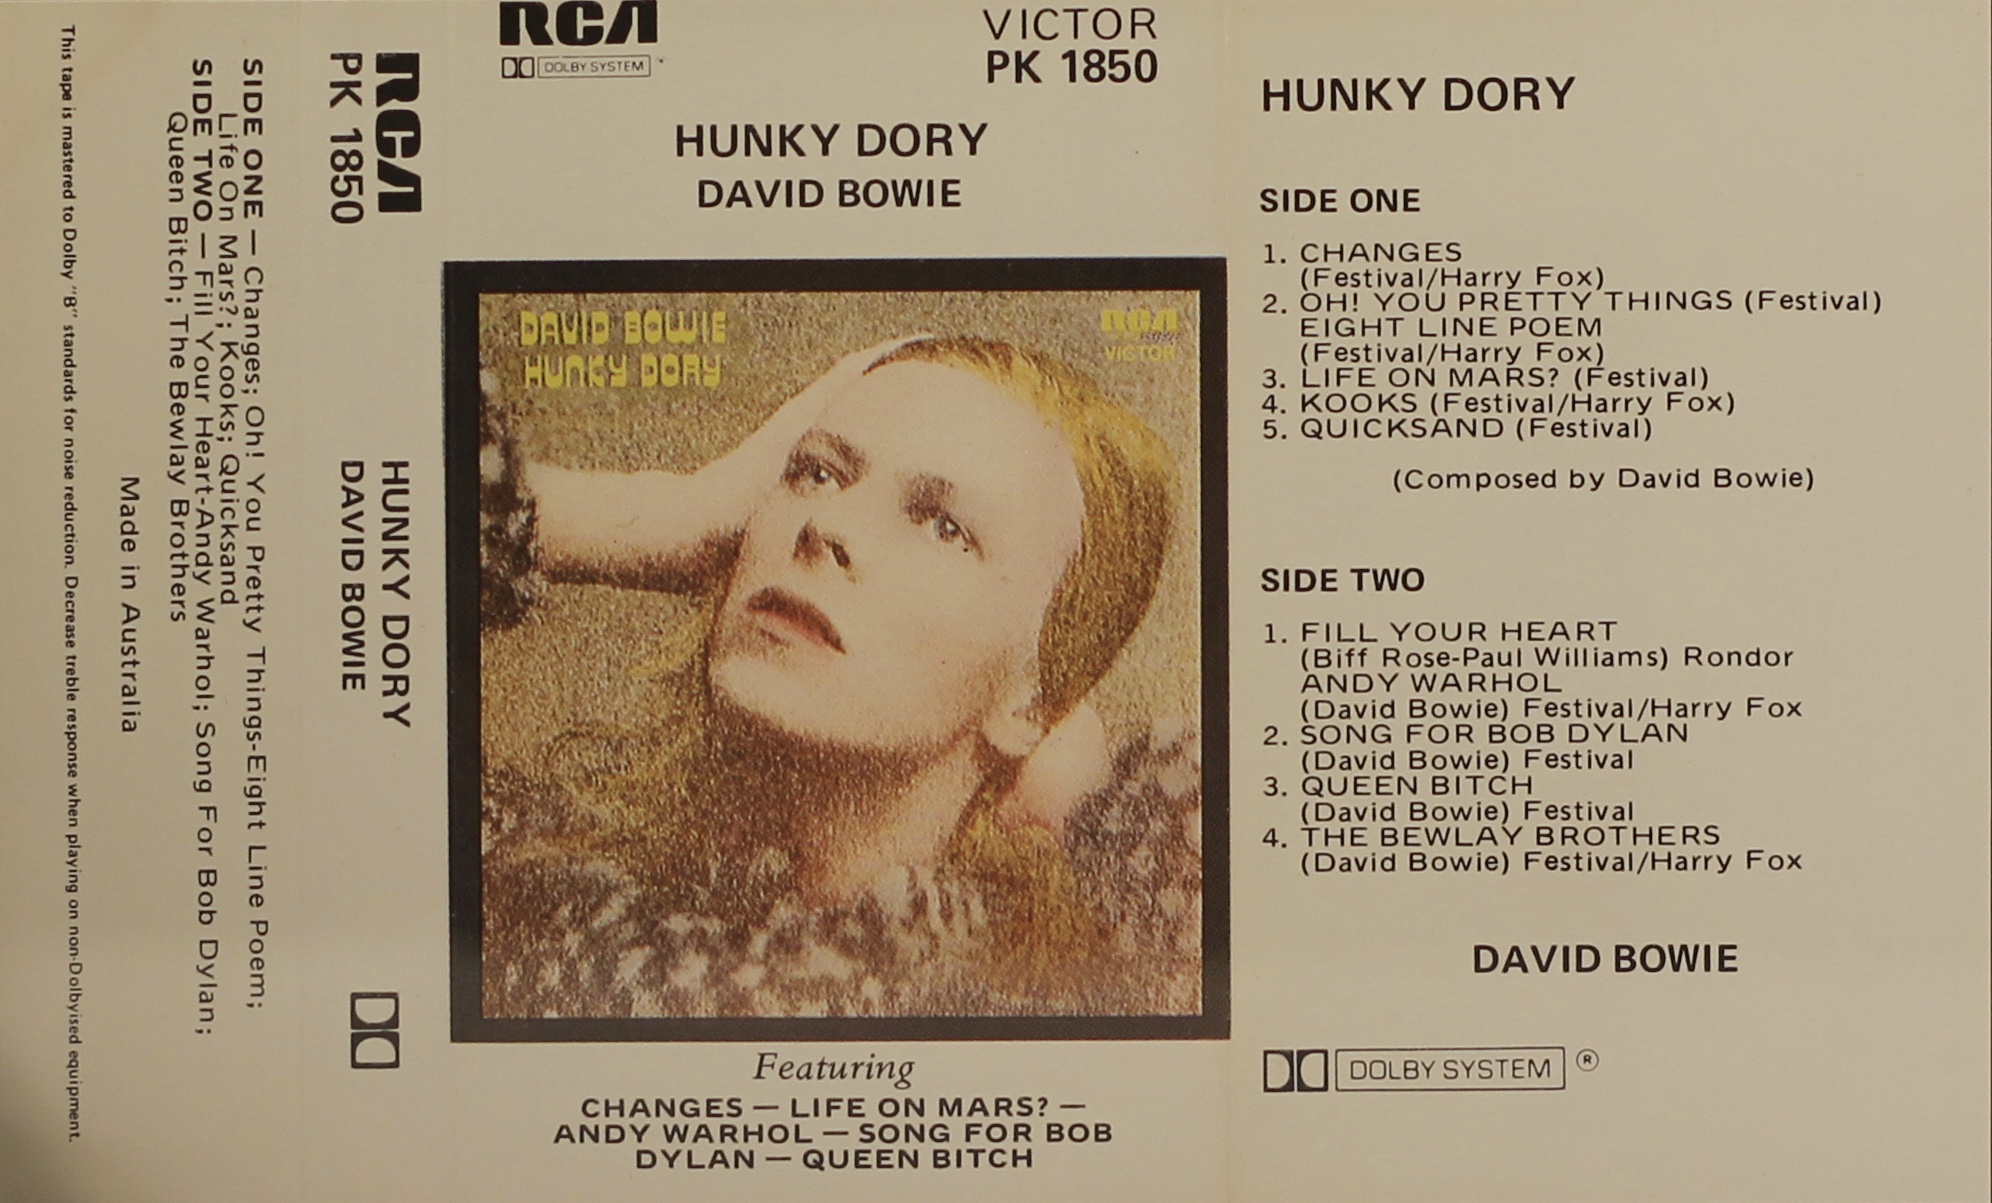 This tape is mastered to Dolby "B" standards for noise reduction. Decrease treble response when playing on non-Dolbyised equipment.
Made in Australia
SIDE ONE — Changes; Oh! You Pretty Things-Eight Line Poem;
Life On Mars?; Kooks; Quicksand
SIDE TWO — Fill Your Heart-Andy Warhol; Song For Bob Dylan;
Queen Bitch; The Bewlay Brothers
RCA
PK 1850
HUNKY DORY
DAVID BOWIE
RCA
DOLBY SYSTEM
VICTOR
PK 1850
HUNKY DORY
DAVID BOWIE
DAVID BOWIE
HUNKY DORY
RCA
VICTOR
Featuring
CHANGES — LIFE ON MARS? —
ANDY WARHOL — SONG FOR BOB
DYLAN — QUEEN BITCH
HUNKY DORY
SIDE ONE
1. CHANGES
(Festival/Harry Fox)
2. OH! YOU PRETTY THINGS (Festival)
EIGHT LINE POEM
(Festival/Harry Fox)
3. LIFE ON MARS? (Festival)
4. KOOKS (Festival/Harry Fox)
5. QUICKSAND (Festival)
(Composed by David Bowie)
SIDE TWO
1. FILL YOUR HEART
(Biff Rose-Paul Williams) Rondor
ANDY WARHOL
(David Bowie) Festival/Harry Fox
2. SONG FOR BOB DYLAN
(David Bowie) Festival
3. QUEEN BITCH
(David Bowie) Festival
4. THE BEWLAY BROTHERS
(David Bowie) Festival/Harry Fox
DAVID BOWIE
DOLBY SYSTEM ®